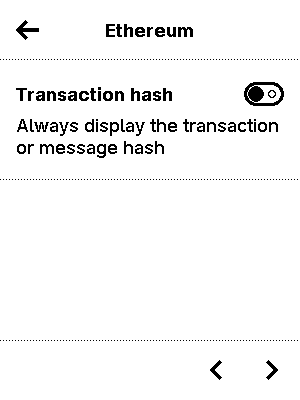 Ethereum
Transaction hash
Always display the transaction
or message hash